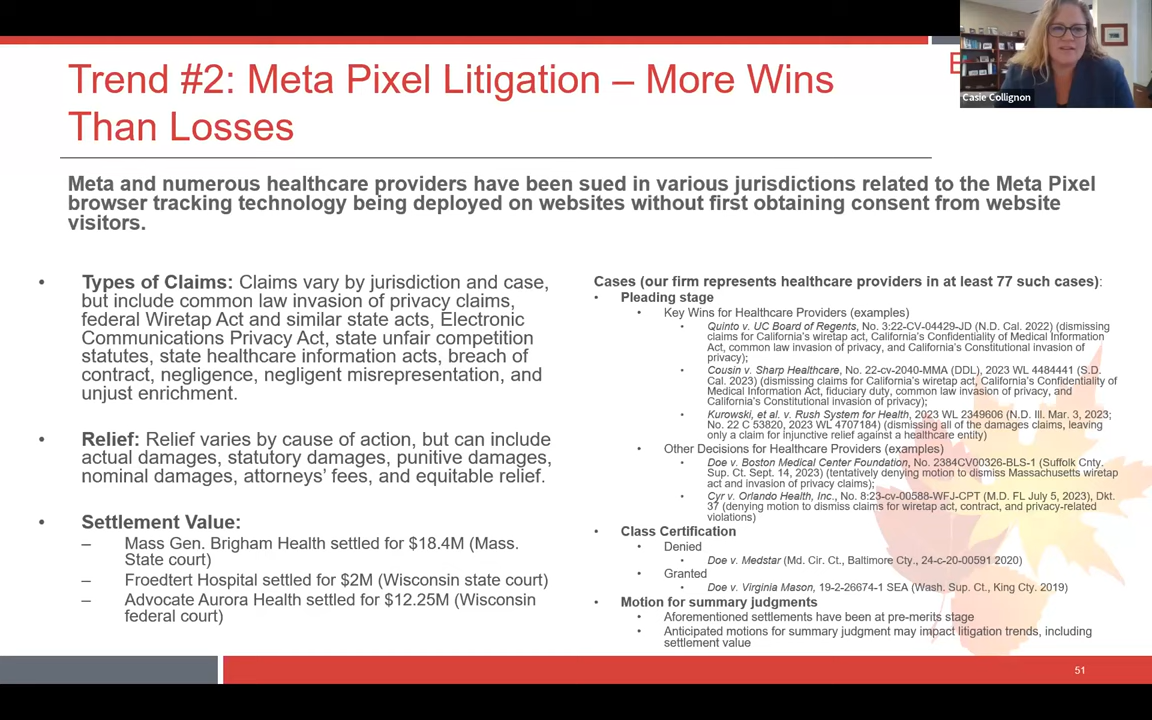 Trend #2: Meta Pixel Litigation – More Wins
Than Losses
Casie Collignon
Meta and numerous healthcare providers have been sued in various jurisdictions related to the Meta Pixel
browser tracking technology being deployed on websites without first obtaining consent from website
visitors.
• Types of Claims: Claims vary by jurisdiction and case,
but include common law invasion of privacy claims,
federal Wiretap Act and similar state acts, Electronic
Communications Privacy Act, state unfair competition
statutes, state healthcare information acts, breach of
contract, negligence, negligent misrepresentation, and
unjust enrichment.
• Relief: Relief varies by cause of action, but can include
actual damages, statutory damages, punitive damages,
nominal damages, attorneys’ fees, and equitable relief.
• Settlement Value:
– Mass Gen. Brigham Health settled for $18.4M (Mass.
State court)
– Froedtert Hospital settled for $2M (Wisconsin state court)
– Advocate Aurora Health settled for $12.25M (Wisconsin
federal court)
Cases (our firm represents healthcare providers in at least 77 such cases):
• Pleading stage
• Key Wins for Healthcare Providers (examples)
• Quinto v. UC Board of Regents, No. 3:22-CV-04429-JD (N.D. Cal. 2022) (dismissing
claims for California’s wiretap act, California’s Confidentiality of Medical Information
Act, common law invasion of privacy, and California’s Constitutional invasion of
privacy);
• Cousin v. Sharp Healthcare, No. 22-cv-2040-MMA (DDL), 2023 WL 4484441 (S.D.
Cal. 2023) (dismissing claims for California’s wiretap act, California’s Confidentiality of
Medical Information Act, fiduciary duty, common law invasion of privacy, and
California’s Constitutional invasion of privacy);
• Kurowski, et al. v. Rush System for Health, 2023 WL 2349606 (N.D. Ill. Mar. 3, 2023;
No. 22 C 53820, 2023 WL 4707184) (dismissing all of the damages claims, leaving
only a claim for injunctive relief against a healthcare entity)
• Other Decisions for Healthcare Providers (examples)
• Doe v. Boston Medical Center Foundation, No. 2384CV00326-BLS-1 (Suffolk Cnty.
Sup. Ct. Sept. 14, 2023) (tentatively denying motion to dismiss Massachusetts wiretap
act and invasion of privacy claims);
• Cyr v. Orlando Health, Inc., No. 8:23-cv-00588-WFJ-CPT (M.D. FL July 5, 2023), Dkt.
37 (denying motion to dismiss claims for wiretap act, contract, and privacy-related
violations)
• Class Certification
• Denied
• Doe v. Medstar (Md. Cir. Ct., Baltimore Cty., 24-c-20-00591 2020)
• Granted
• Doe v. Virginia Mason, 19-2-26674-1 SEA (Wash. Sup. Ct., King Cty. 2019)
• Motion for summary judgments
• Aforementioned settlements have been at pre-merits stage
• Anticipated motions for summary judgment may impact litigation trends, including
settlement value
51